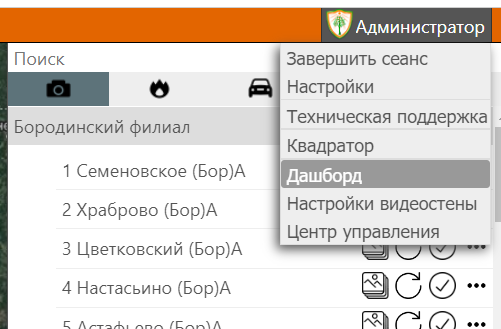 Администратор
Поиск
Завершить сеанс
Настройки
Техническая поддержка
Квадратор
Дашборд
Настройки видеостены
Центр управления
Бородинский филиал
1 Семеновское (Бор)А
2 Храброво (Бор)А
3 Цветковский (Бор)А
4 Настасьино (Бор)А
5 Астафьево (Бор)А